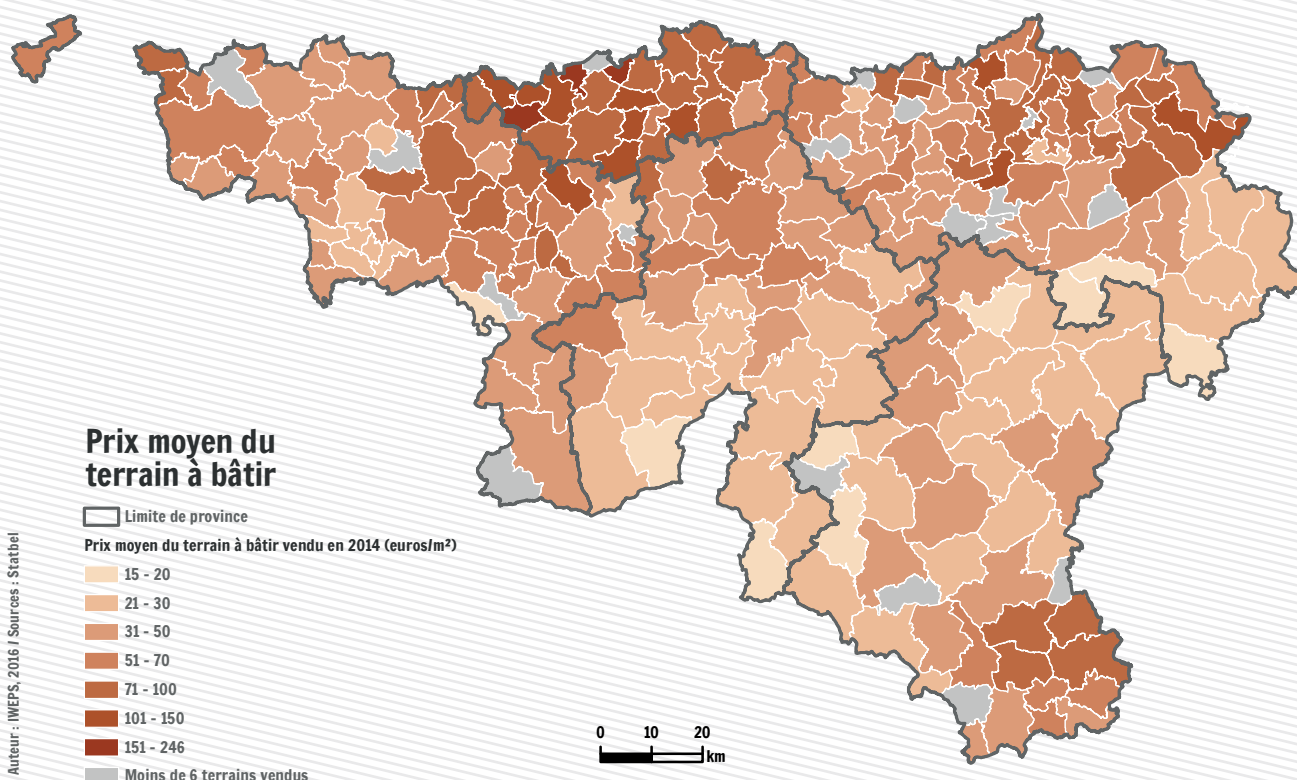 Prix moyen du
terrain à bâtir
Limite de province
Prix moyen du terrain à bâtir vendu en 2014 (euros/m²)
15 - 20
21 - 30
31 - 50
51 - 70
71 - 100
101 - 150
151 - 246
Moins de 6 terrains vendus
Auteur : IWEPS, 2016 / Sources : Statbel
0 10 20
km